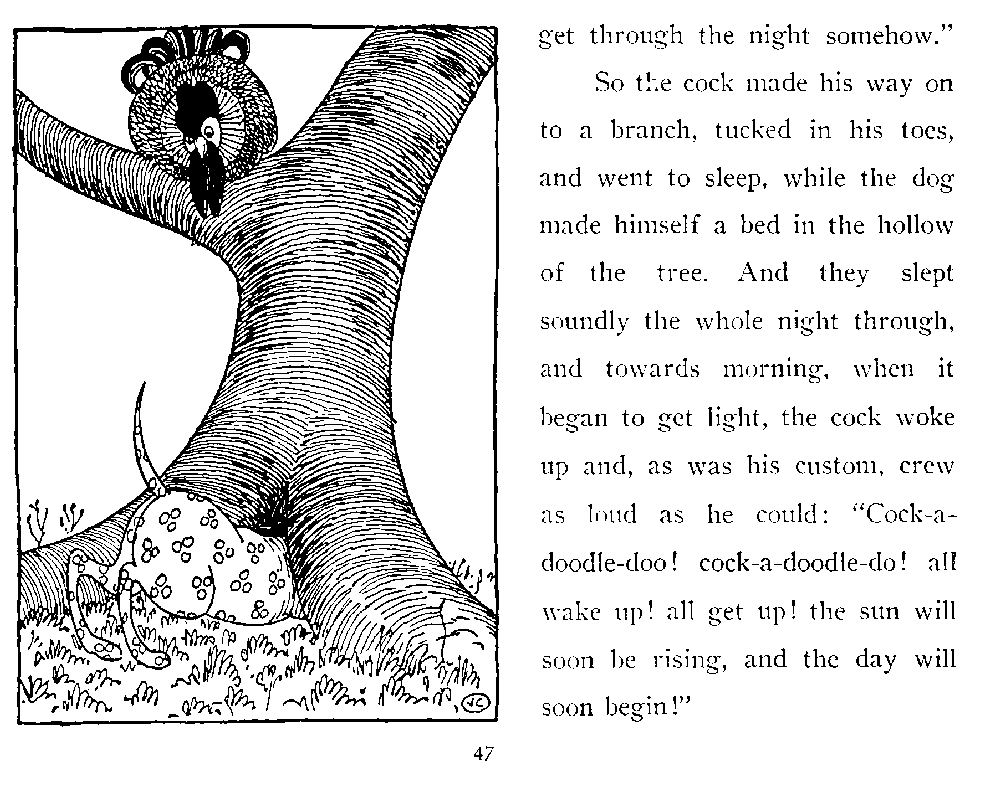 get through the night somehow."
So the cock made his way on
to a branch, tucked in his toes,
and went to sleep, while the dog
made himself a bed in the hollow
of the tree. And they slept
soundly the whole night through,
and towards morning, when it
began to get light, the cock woke
up and, as was his custom, crew
as loud as he could: "Cock-a-
doodle-doo! cock-a-doodle-do! all
wake up! all get up! the sun will
soon be rising, and the day will
soon begin!"
JC
47